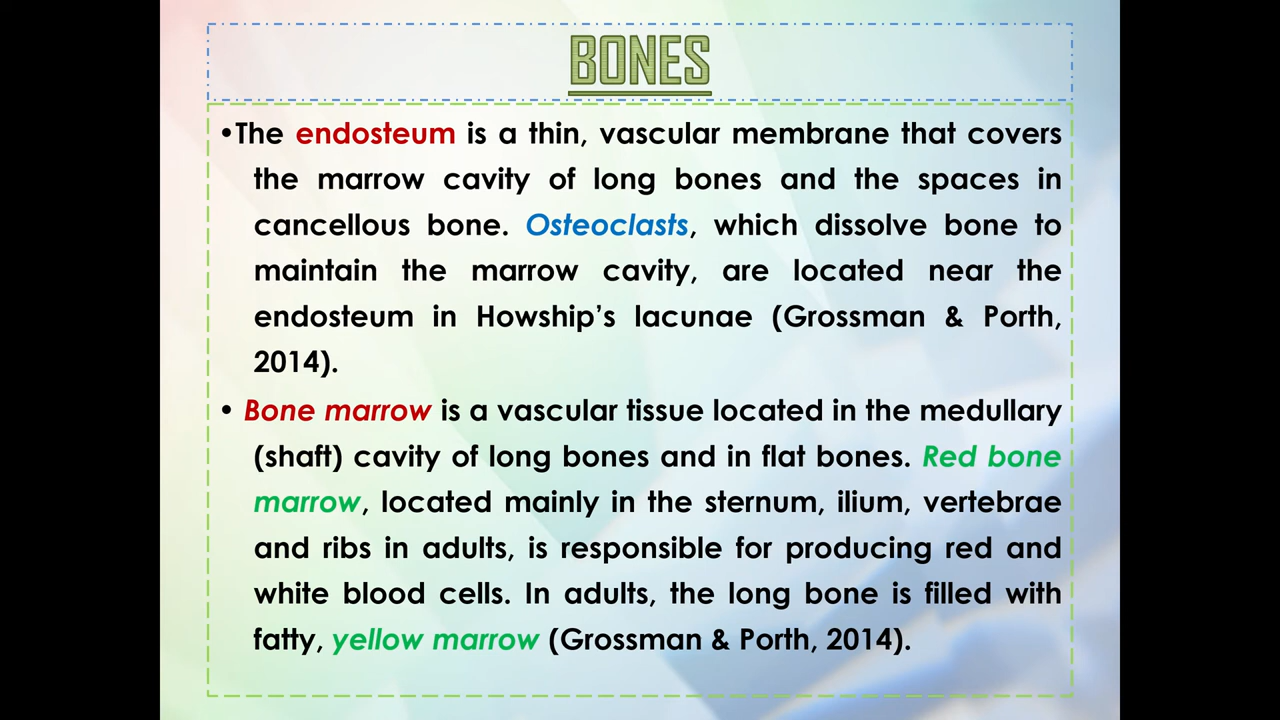 BONES
•The endosteum is a thin, vascular membrane that covers
the marrow cavity of long bones and the spaces in
cancellous bone. Osteoclasts, which dissolve bone to
maintain the marrow cavity, are located near the
endosteum in Howship’s lacunae (Grossman & Porth,
2014).
• Bone marrow is a vascular tissue located in the medullary
(shaft) cavity of long bones and in flat bones. Red bone
marrow, located mainly in the sternum, ilium, vertebrae
and ribs in adults, is responsible for producing red and
white blood cells. In adults, the long bone is filled with
fatty, yellow marrow (Grossman & Porth, 2014).